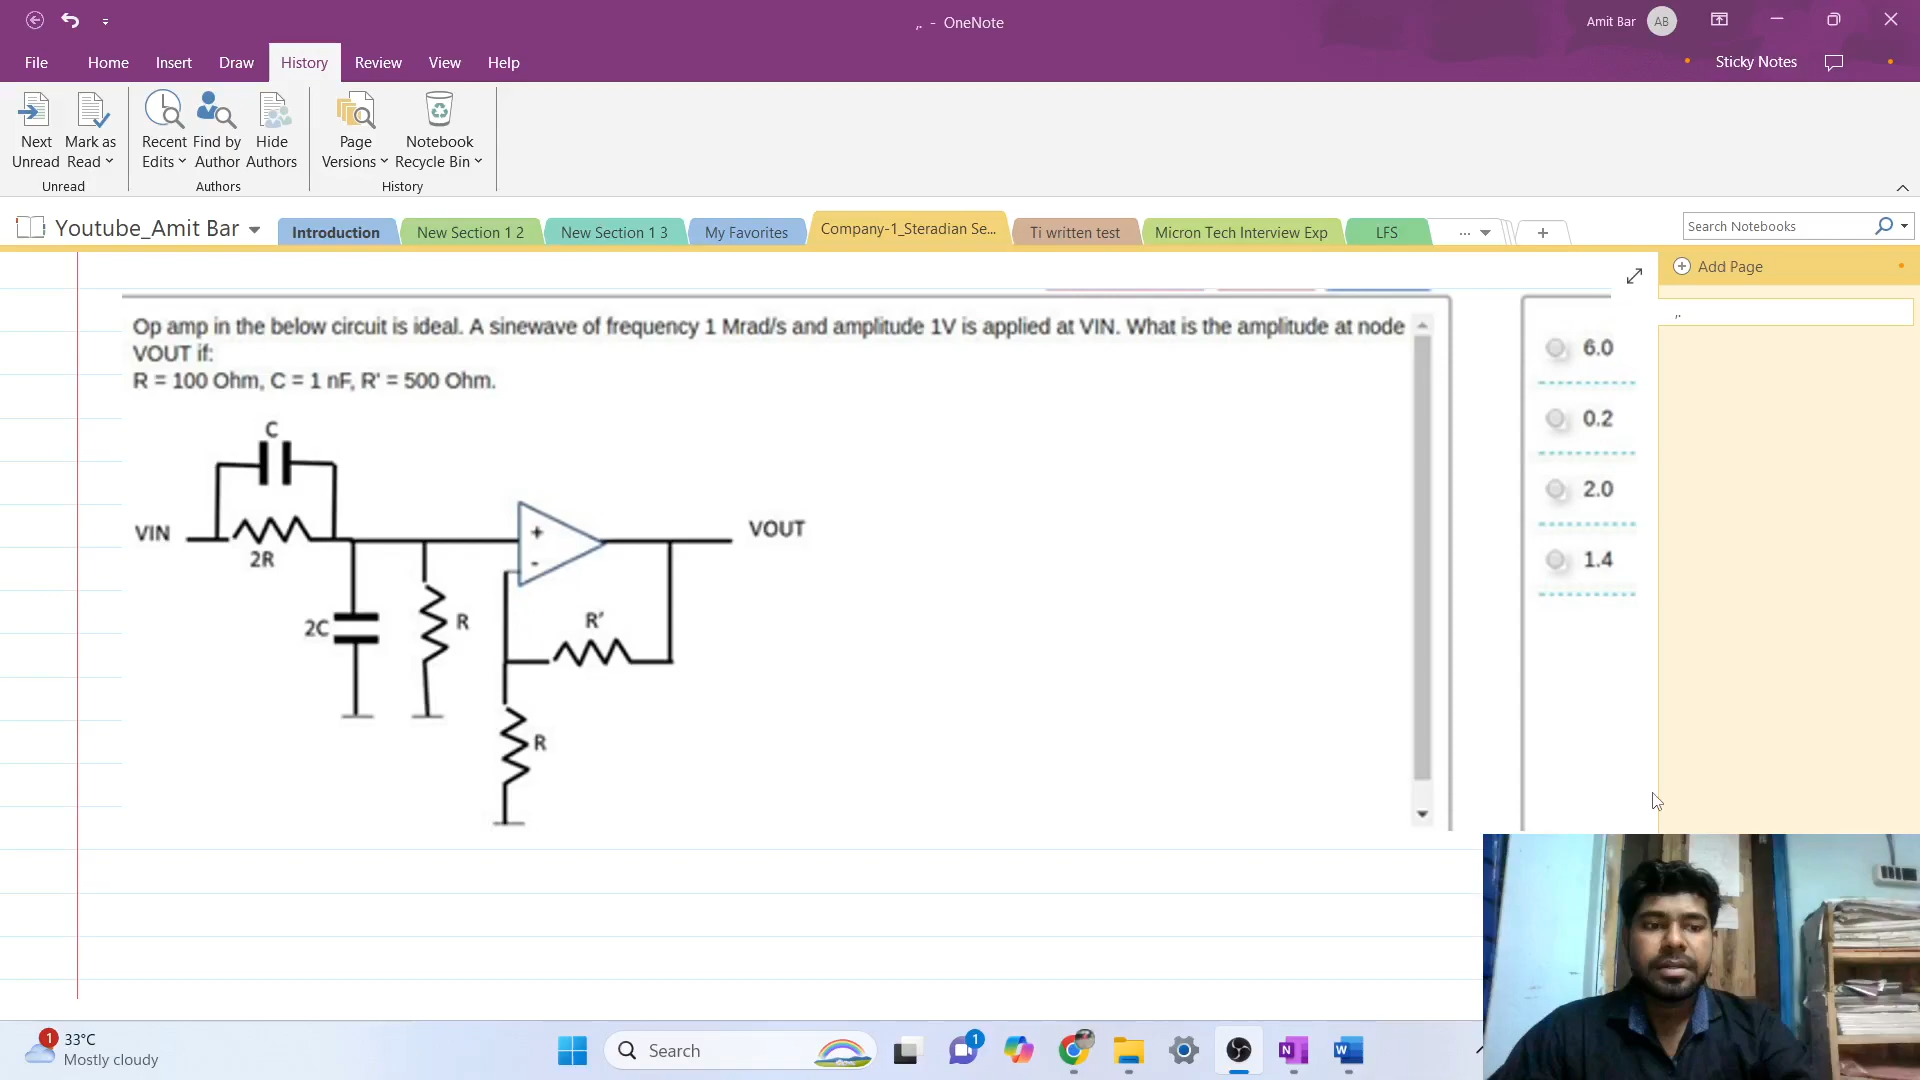 ,. - OneNote
Amit Bar
AB
File
Home
Insert
Draw
History
Review
View
Help
Sticky Notes
Next Unread
Mark as Read
Unread
Recent Edits
Find by Author
Hide Authors
Authors
Page Versions
Notebook Recycle Bin
History
Youtube_Amit Bar
Introduction
New Section 1 2
New Section 1 3
My Favorites
Company-1_Steradian Se...
Ti written test
Micron Tech Interview Exp
LFS
...
Search Notebooks
Add Page
,.
Op amp in the below circuit is ideal. A sinewave of frequency 1 Mrad/s and amplitude 1V is applied at VIN. What is the amplitude at node
VOUT if:
R = 100 Ohm, C = 1 nF, R' = 500 Ohm.
C
VIN
2R
+
-
VOUT
2C
R
R'
R
6.0
0.2
2.0
1.4
1
33°C
Mostly cloudy
Search
1
N
W